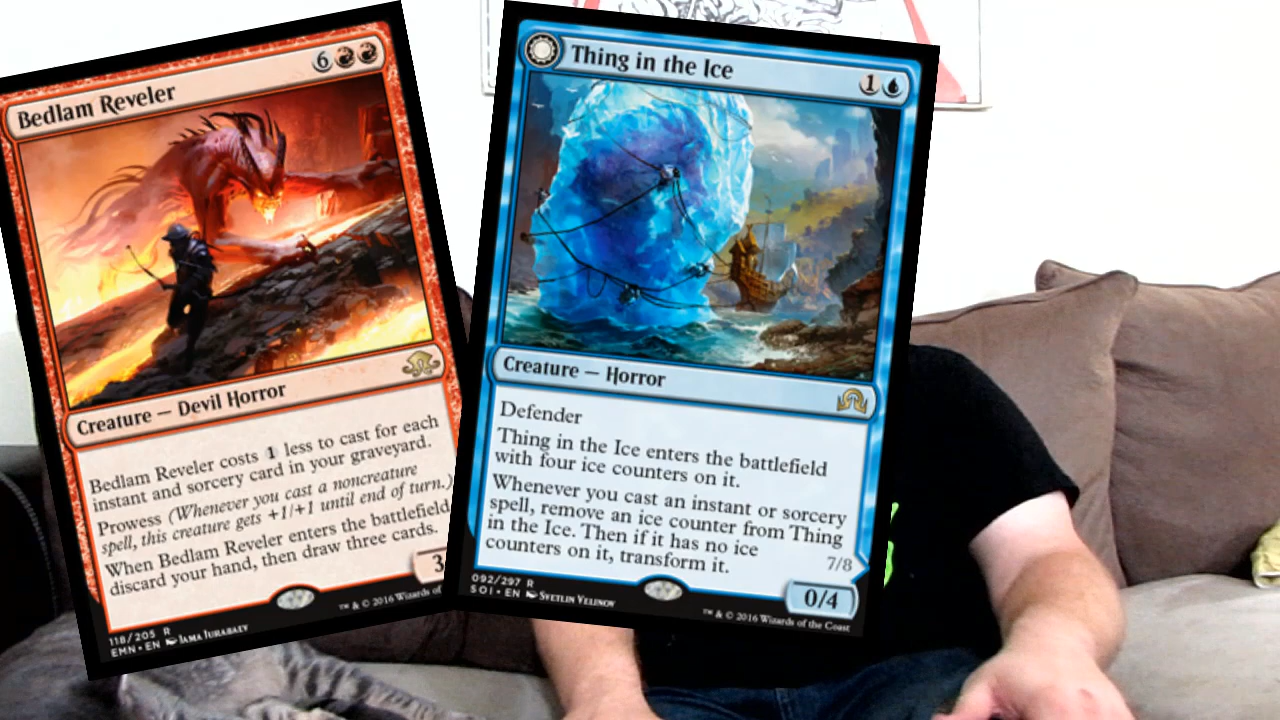 Bedlam Reveler
6
Creature — Devil Horror
Bedlam Reveler costs 1 less to cast for each
instant and sorcery card in your graveyard.
Prowess (Whenever you cast a noncreature
spell, this creature gets +1/+1 until end of turn.)
When Bedlam Reveler enters the battlefield
discard your hand, then draw three cards.
3
118/205 R
EMN • EN
™ & © 2016 Wizards of
Thing in the Ice
1
Creature — Horror
Defender
Thing in the Ice enters the battlefield
with four ice counters on it.
Whenever you cast an instant or sorcery
spell, remove an ice counter from Thing
in the Ice. Then if it has no ice
counters on it, transform it.
7/8
0/4
092/297 R
SOI • EN Svetlin Velinov
™ & © 2016 Wizards of the Coast